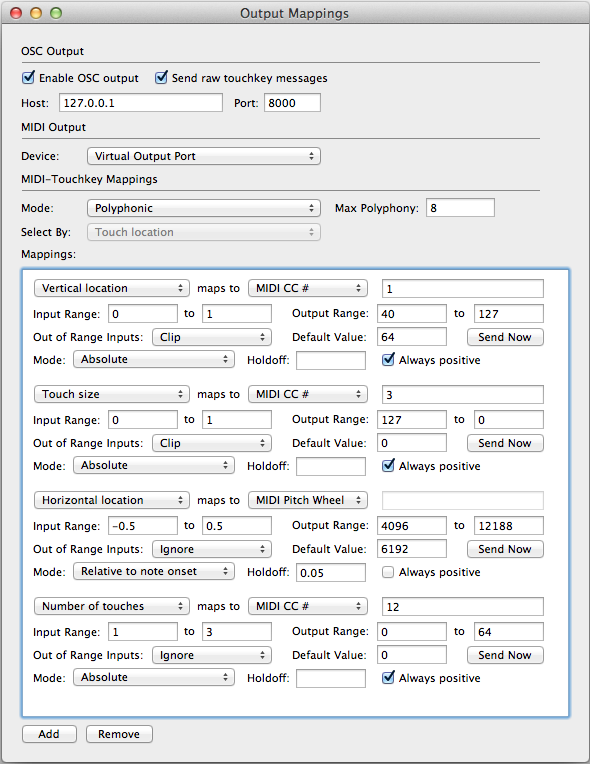 Output Mappings
OSC Output
Enable OSC output Send raw touchkey messages
Host: 127.0.0.1 Port: 8000
MIDI Output
Device: Virtual Output Port
MIDI-Touchkey Mappings
Mode: Polyphonic Max Polyphony: 8
Select By: Touch location
Mappings:
Vertical location maps to MIDI CC # 1
Input Range: 0 to 1 Output Range: 40 to 127
Out of Range Inputs: Clip Default Value: 64 Send Now
Mode: Absolute Holdoff: Always positive
Touch size maps to MIDI CC # 3
Input Range: 0 to 1 Output Range: 127 to 0
Out of Range Inputs: Clip Default Value: 0 Send Now
Mode: Absolute Holdoff: Always positive
Horizontal location maps to MIDI Pitch Wheel
Input Range: -0.5 to 0.5 Output Range: 4096 to 12188
Out of Range Inputs: Ignore Default Value: 6192 Send Now
Mode: Relative to note onset Holdoff: 0.05 Always positive
Number of touches maps to MIDI CC # 12
Input Range: 1 to 3 Output Range: 0 to 64
Out of Range Inputs: Ignore Default Value: 0 Send Now
Mode: Absolute Holdoff: Always positive
Add Remove